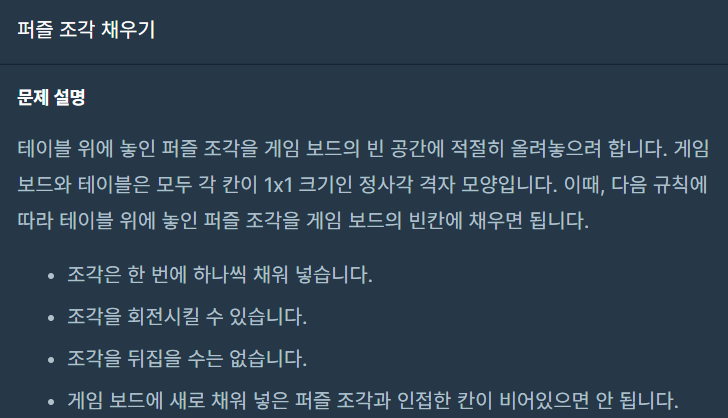 퍼즐 조각 채우기
문제 설명
테이블 위에 놓인 퍼즐 조각을 게임 보드의 빈 공간에 적절히 올려놓으려 합니다. 게임
보드와 테이블은 모두 각 칸이 1x1 크기인 정사각 격자 모양입니다. 이때, 다음 규칙에
따라 테이블 위에 놓인 퍼즐 조각을 게임 보드의 빈칸에 채우면 됩니다.
• 조각은 한 번에 하나씩 채워 넣습니다.
• 조각을 회전시킬 수 있습니다.
• 조각을 뒤집을 수는 없습니다.
• 게임 보드에 새로 채워 넣은 퍼즐 조각과 인접한 칸이 비어있으면 안 됩니다.